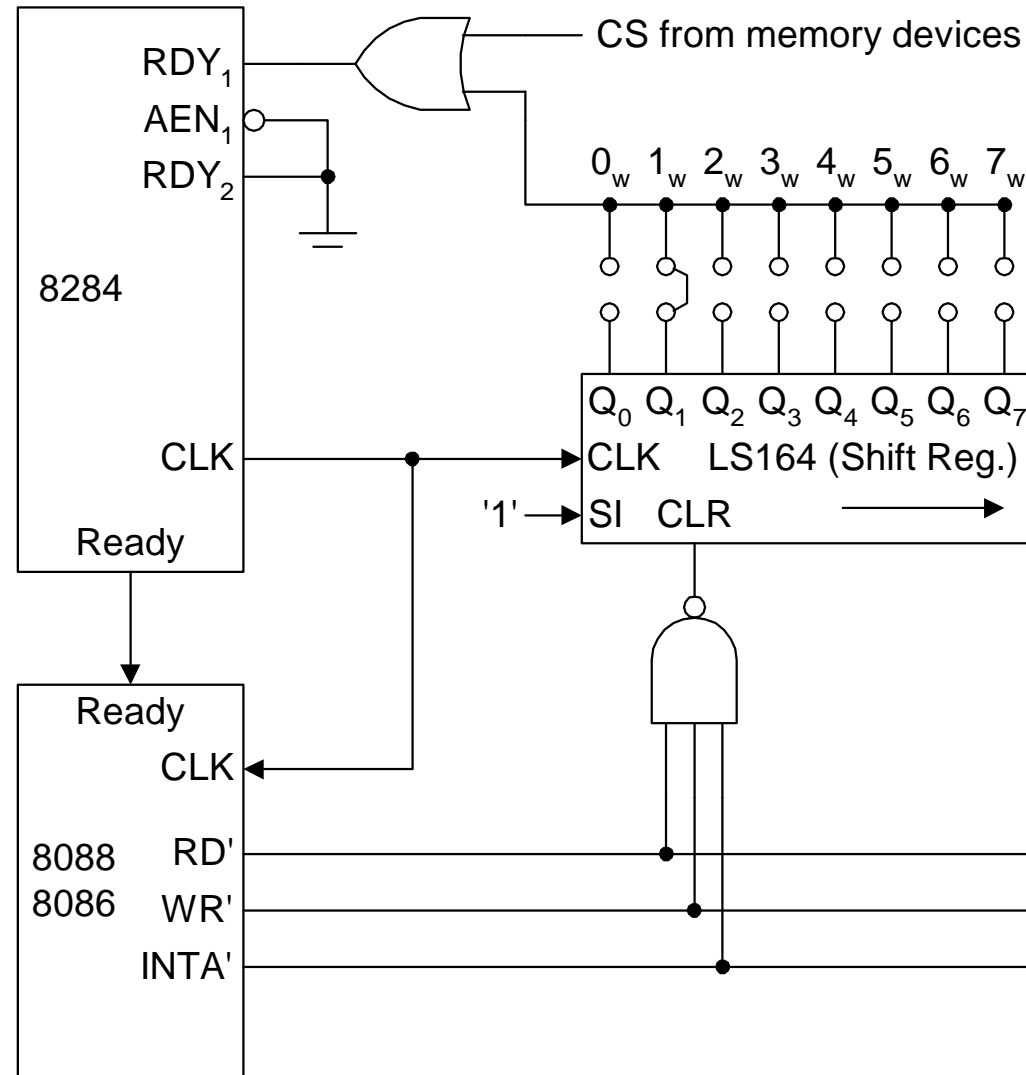 CS from memory devices
RDY₁
AEN₁
RDY₂
0w 1w 2w 3w 4w 5w 6w 7w
8284
Q₀ Q₁ Q₂ Q₃ Q₄ Q₅ Q₆ Q₇
CLK
CLK LS164 (Shift Reg.)
'1' SI CLR
Ready
Ready
CLK
8088 RD'
8086 WR'
INTA'